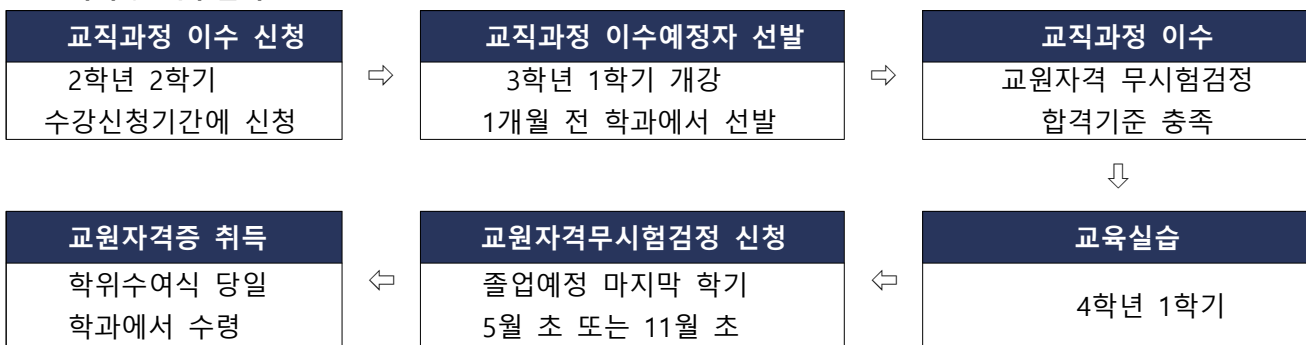 교직과정 이수 신청
2학년 2학기
수강신청기간에 신청
⇨
교직과정 이수예정자 선발
3학년 1학기 개강
1개월 전 학과에서 선발
⇨
교직과정 이수
교원자격 무시험검정
합격기준 충족
⇩
교육실습
4학년 1학기
⇦
교원자격무시험검정 신청
졸업예정 마지막 학기
5월 초 또는 11월 초
⇦
교원자격증 취득
학위수여식 당일
학과에서 수령